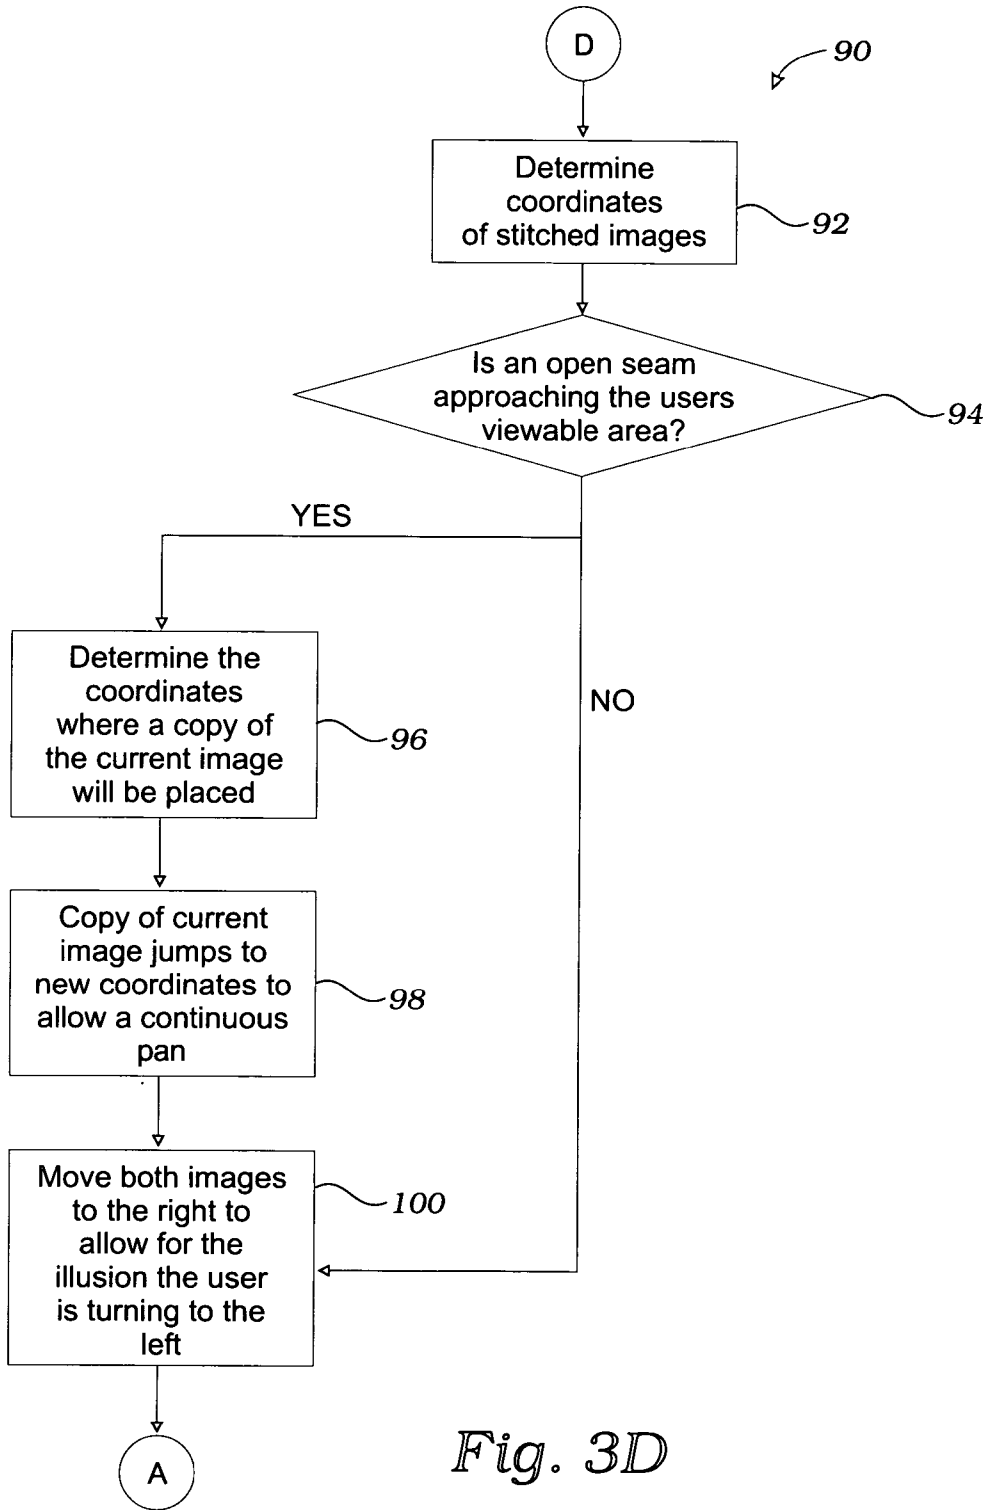 D
90
Determine
coordinates
of stitched images
92
Is an open seam
approaching the users
viewable area?
94
YES
NO
Determine the
coordinates
where a copy of
the current image
will be placed
96
Copy of current
image jumps to
new coordinates to
allow a continuous
pan
98
Move both images
to the right to
allow for the
illusion the user
is turning to the
left
100
A
Fig. 3D